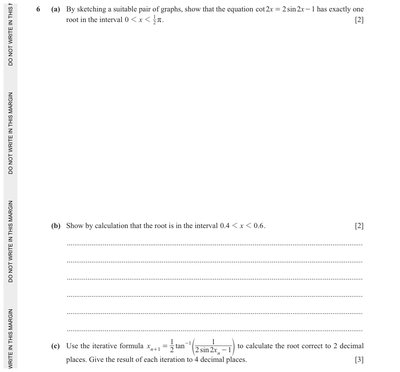 DO NOT WRITE IN THIS MARGIN
DO NOT WRITE IN THIS MARGIN
DO NOT WRITE IN THIS MARGIN
WRITE IN THIS MARGIN
6 (a) By sketching a suitable pair of graphs, show that the equation cot 2x = 2 sin 2x − 1 has exactly one
root in the interval 0 < x < ½π. [2]
(b) Show by calculation that the root is in the interval 0.4 < x < 0.6. [2]
(c) Use the iterative formula xₙ₊₁ = 1/2 tan⁻¹(1/(2 sin 2xₙ − 1)) to calculate the root correct to 2 decimal
places. Give the result of each iteration to 4 decimal places. [3]